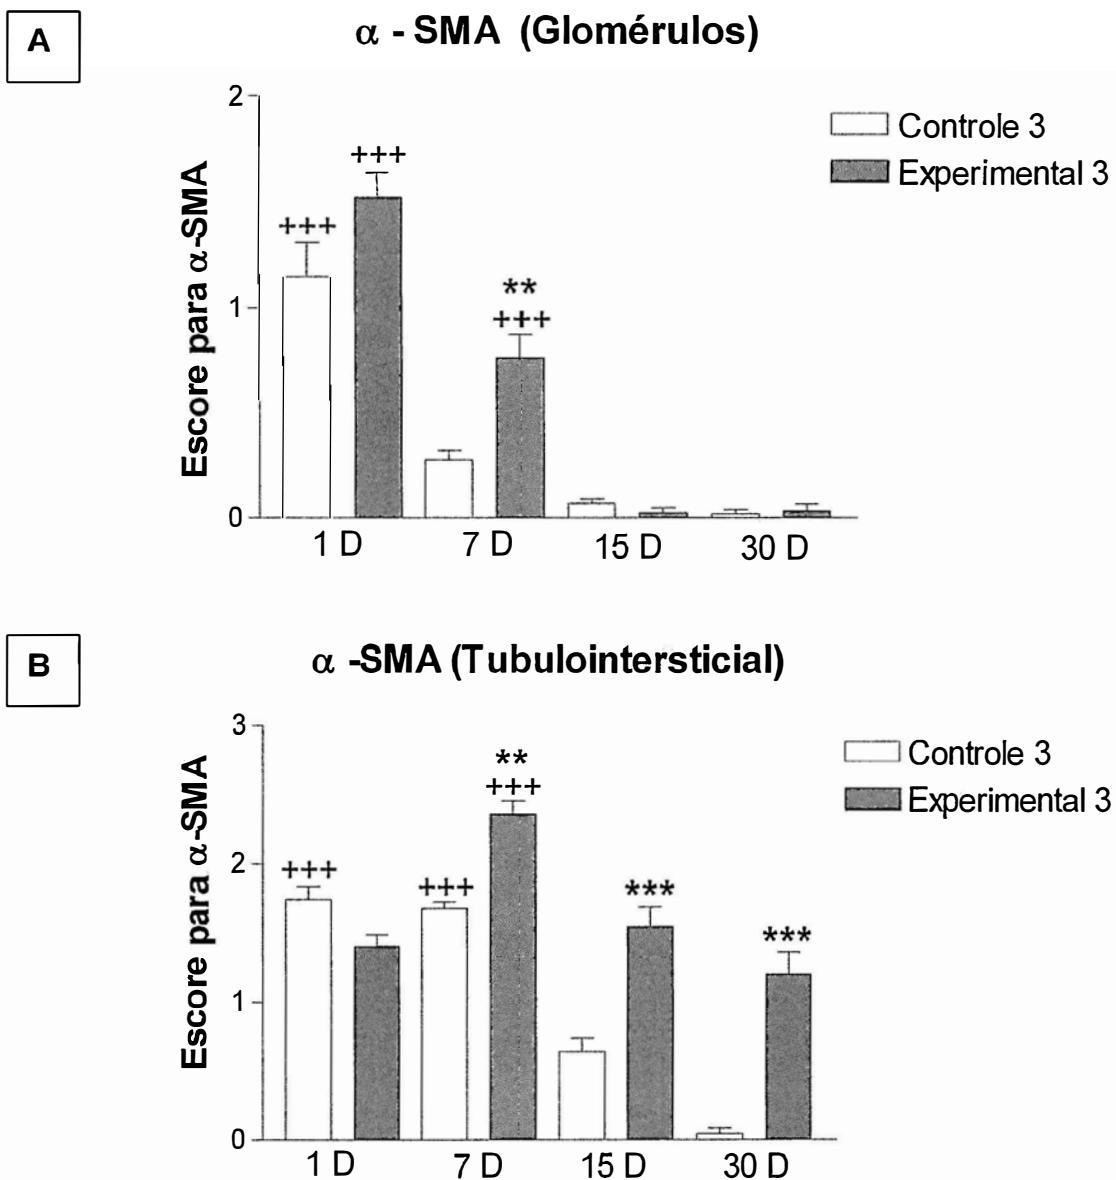 A
α - SMA (Glomérulos)
Escore para α-SMA
2
1
0
+++
+++
**
+++
1 D
7 D
15 D
30 D
Controle 3
Experimental 3
B
α -SMA (Tubulointersticial)
Escore para α-SMA
3
2
1
0
+++
+++
**
+++
***
***
1 D
7 D
15 D
30 D
Controle 3
Experimental 3